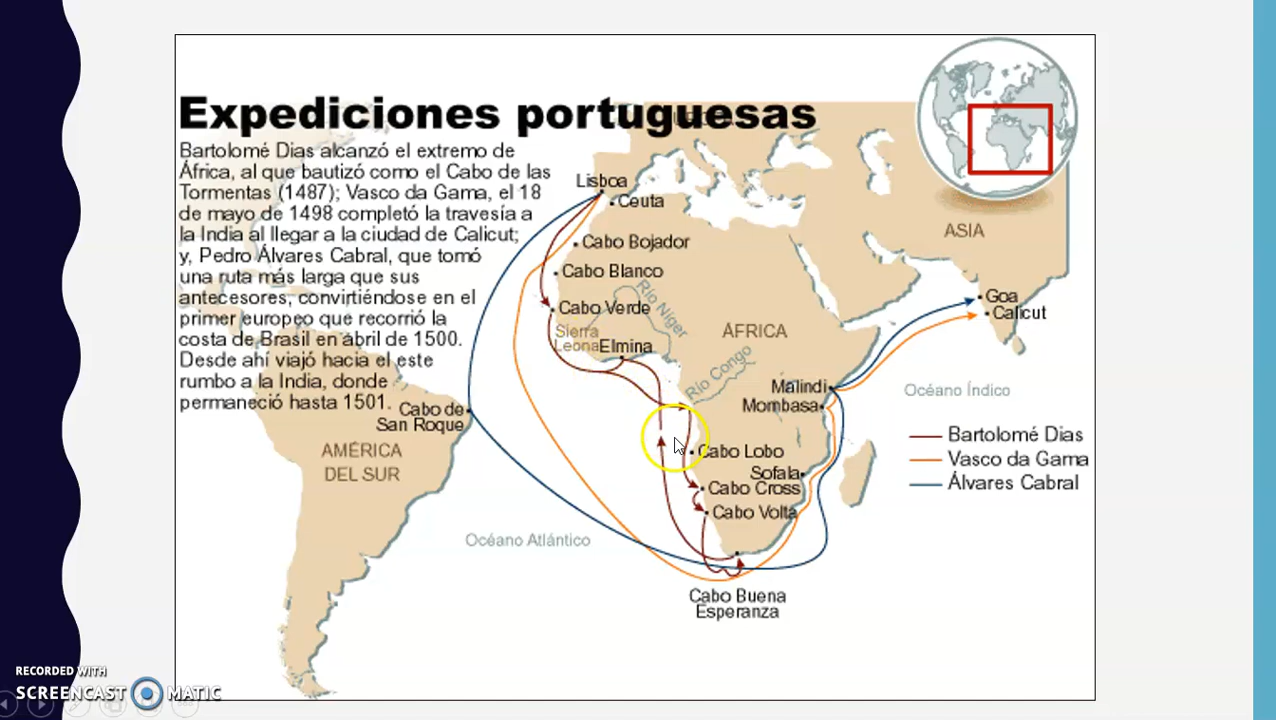 Expediciones portuguesas
Bartolomé Dias alcanzó el extremo de
África, al que bautizó como el Cabo de las
Tormentas (1487); Vasco da Gama, el 18
de mayo de 1498 completó la travesía a
la India al llegar a la ciudad de Calicut;
y, Pedro Álvares Cabral, que tomó
una ruta más larga que sus
antecesores, convirtiéndose en el
primer europeo que recorrió la
costa de Brasil en abril de 1500.
Desde ahí viajó hacia el este
rumbo a la India, donde
permaneció hasta 1501.
Lisboa
Ceuta
Cabo Bojador
Cabo Blanco
Cabo Verde
Río Níger
Sierra
Leona
Elmina
ÁFRICA
Río Congo
ASIA
Goa
Calicut
Malindi
Mombasa
Océano Índico
Cabo de
San Roque
AMÉRICA
DEL SUR
Cabo Lobo
Sofala
Cabo Cross
Cabo Volta
Océano Atlántico
Cabo Buena
Esperanza
Bartolomé Dias
Vasco da Gama
Álvares Cabral
RECORDED WITH
SCREENCAST MATIC